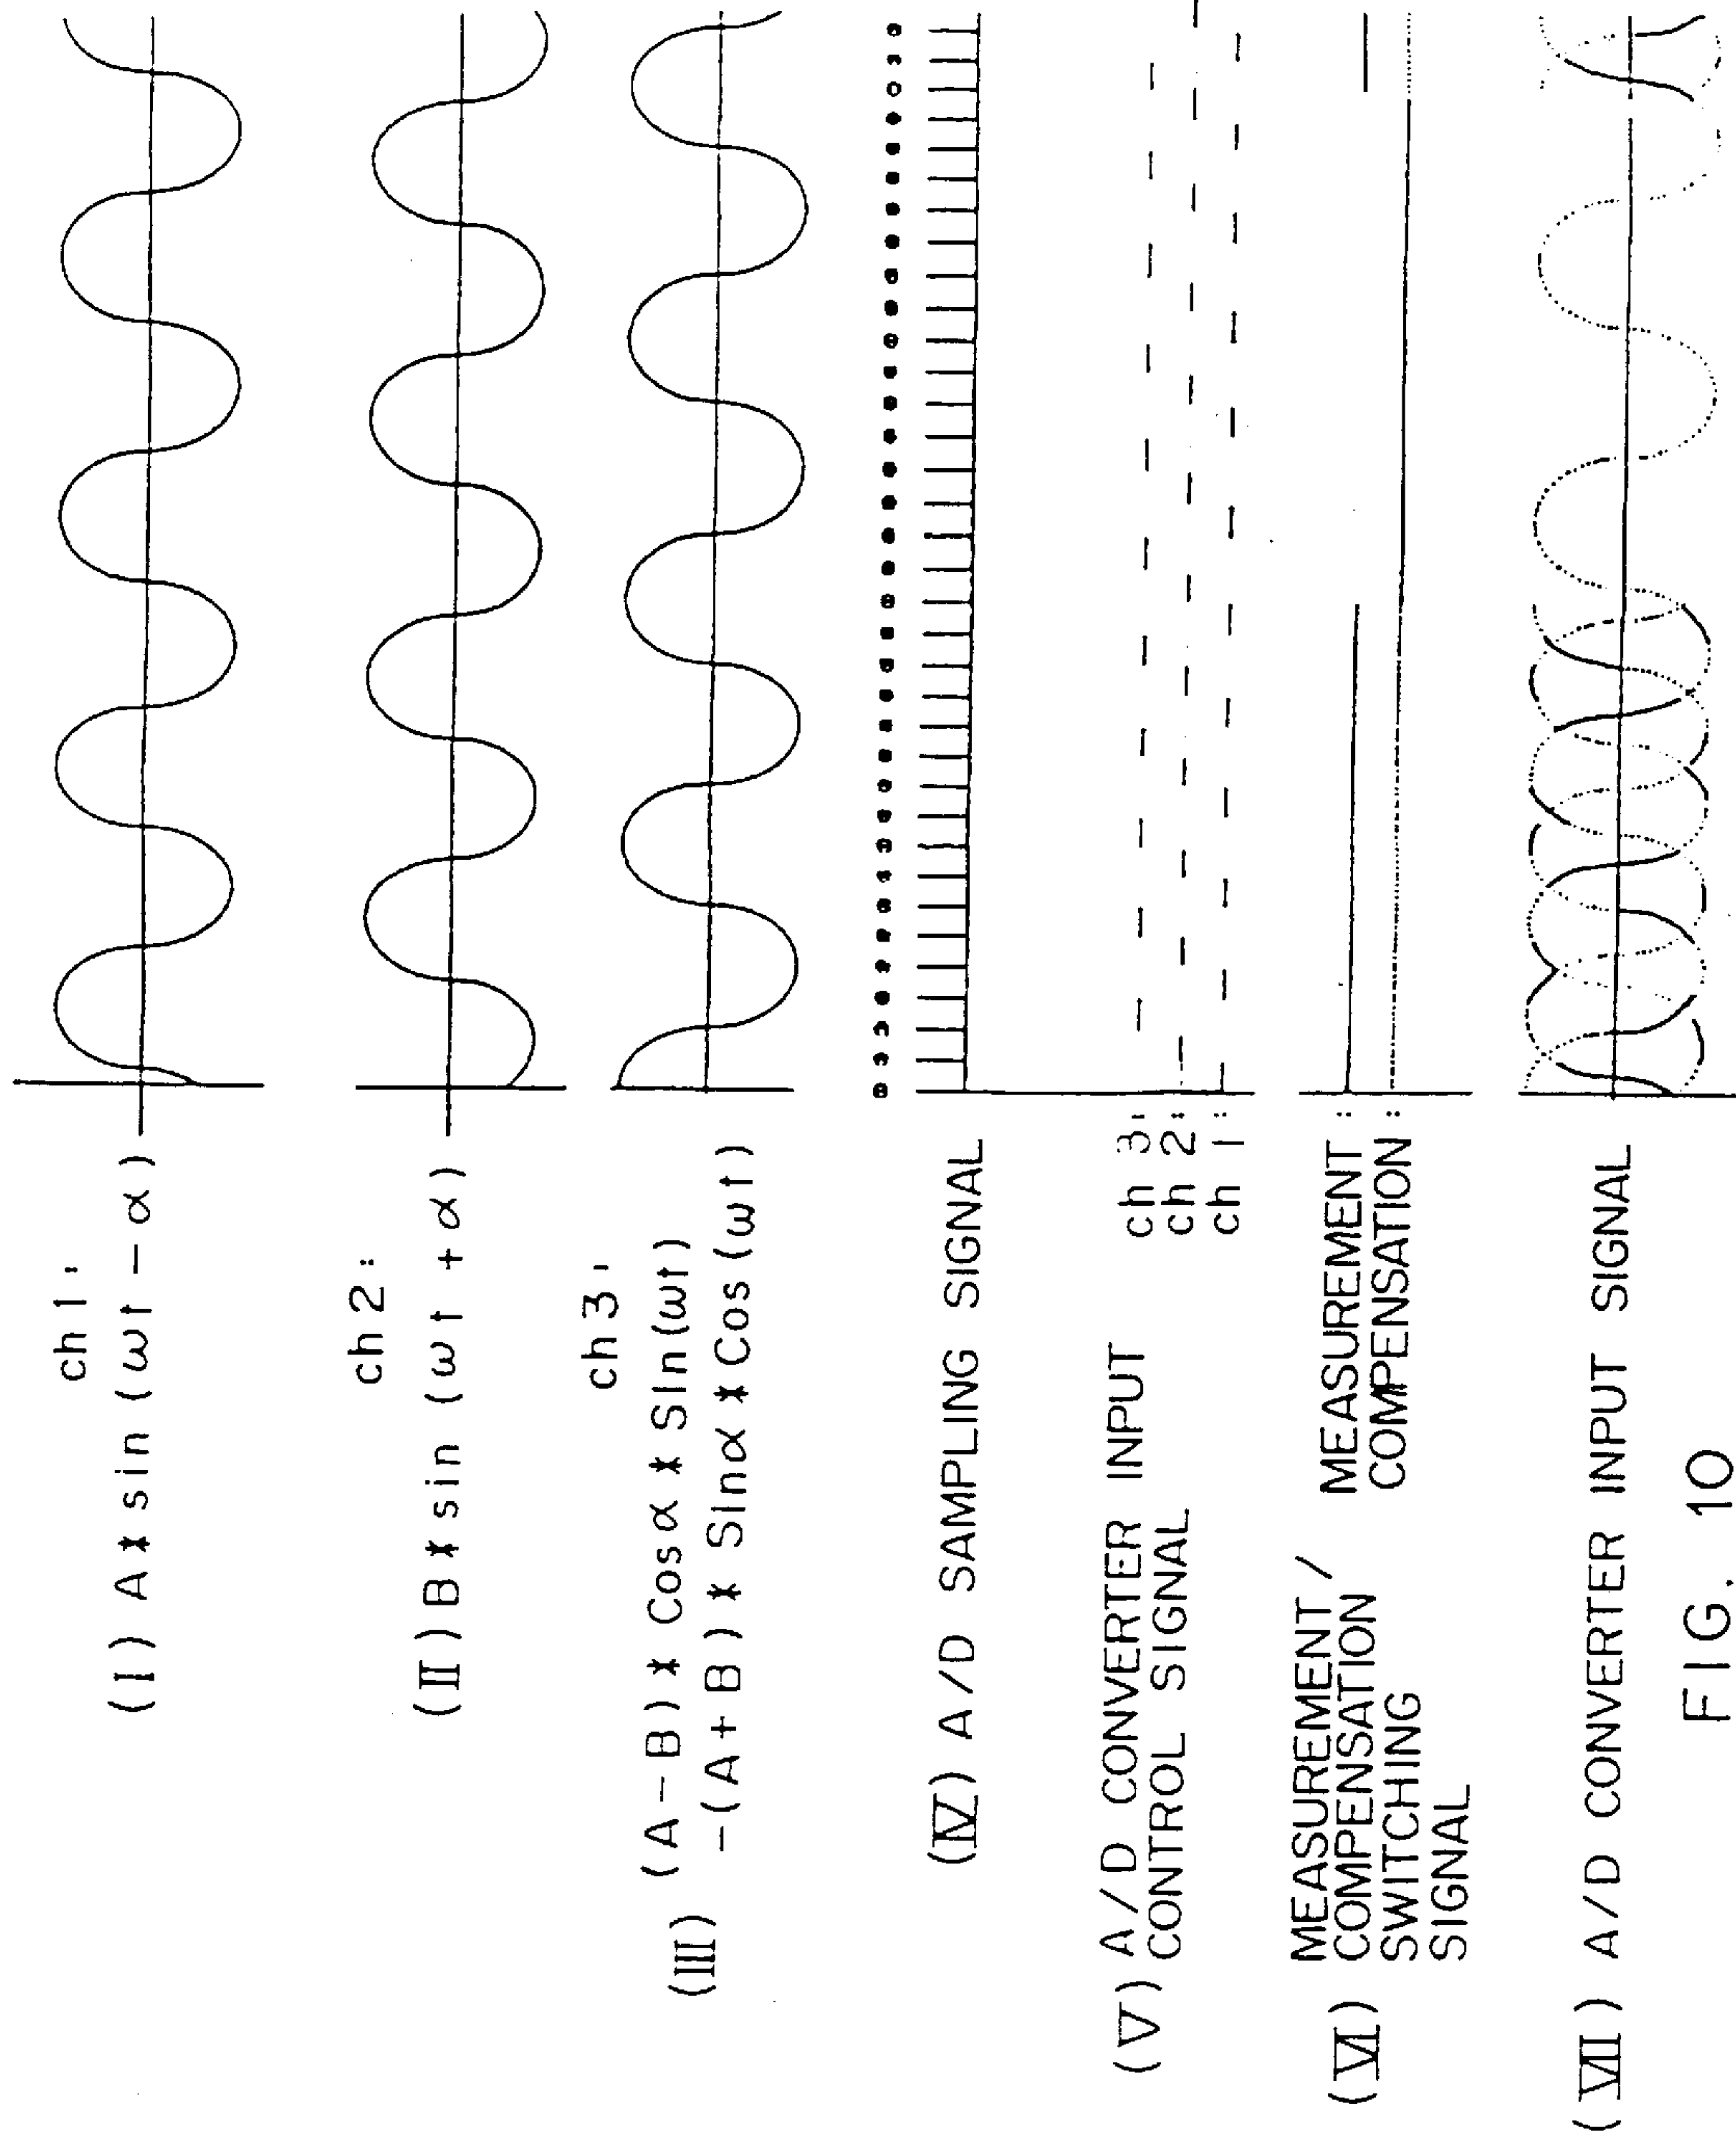 ch 1:
(I) A * sin (ωt - α)
ch 2:
(II) B * sin (ωt + α)
ch 3:
(III) (A - B) * Cosα * SIn (ωt)
-(A + B) * SInα * Cos (ωt)
(IV) A/D SAMPLING SIGNAL
(V) A/D CONVERTER INPUT
CONTROL SIGNAL
ch 3:
ch 2:
ch 1:
(VI) MEASUREMENT /
COMPENSATION
SWITCHING
SIGNAL
MEASUREMENT :
COMPENSATION :
(VII) A/D CONVERTER INPUT SIGNAL
FIG. 10